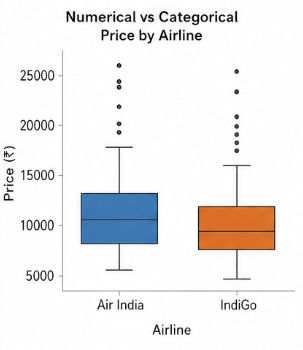 Numerical vs Categorical
Price by Airline
25000
20000
15000
10000
5000
Price (₹)
Air India
IndiGo
Airline